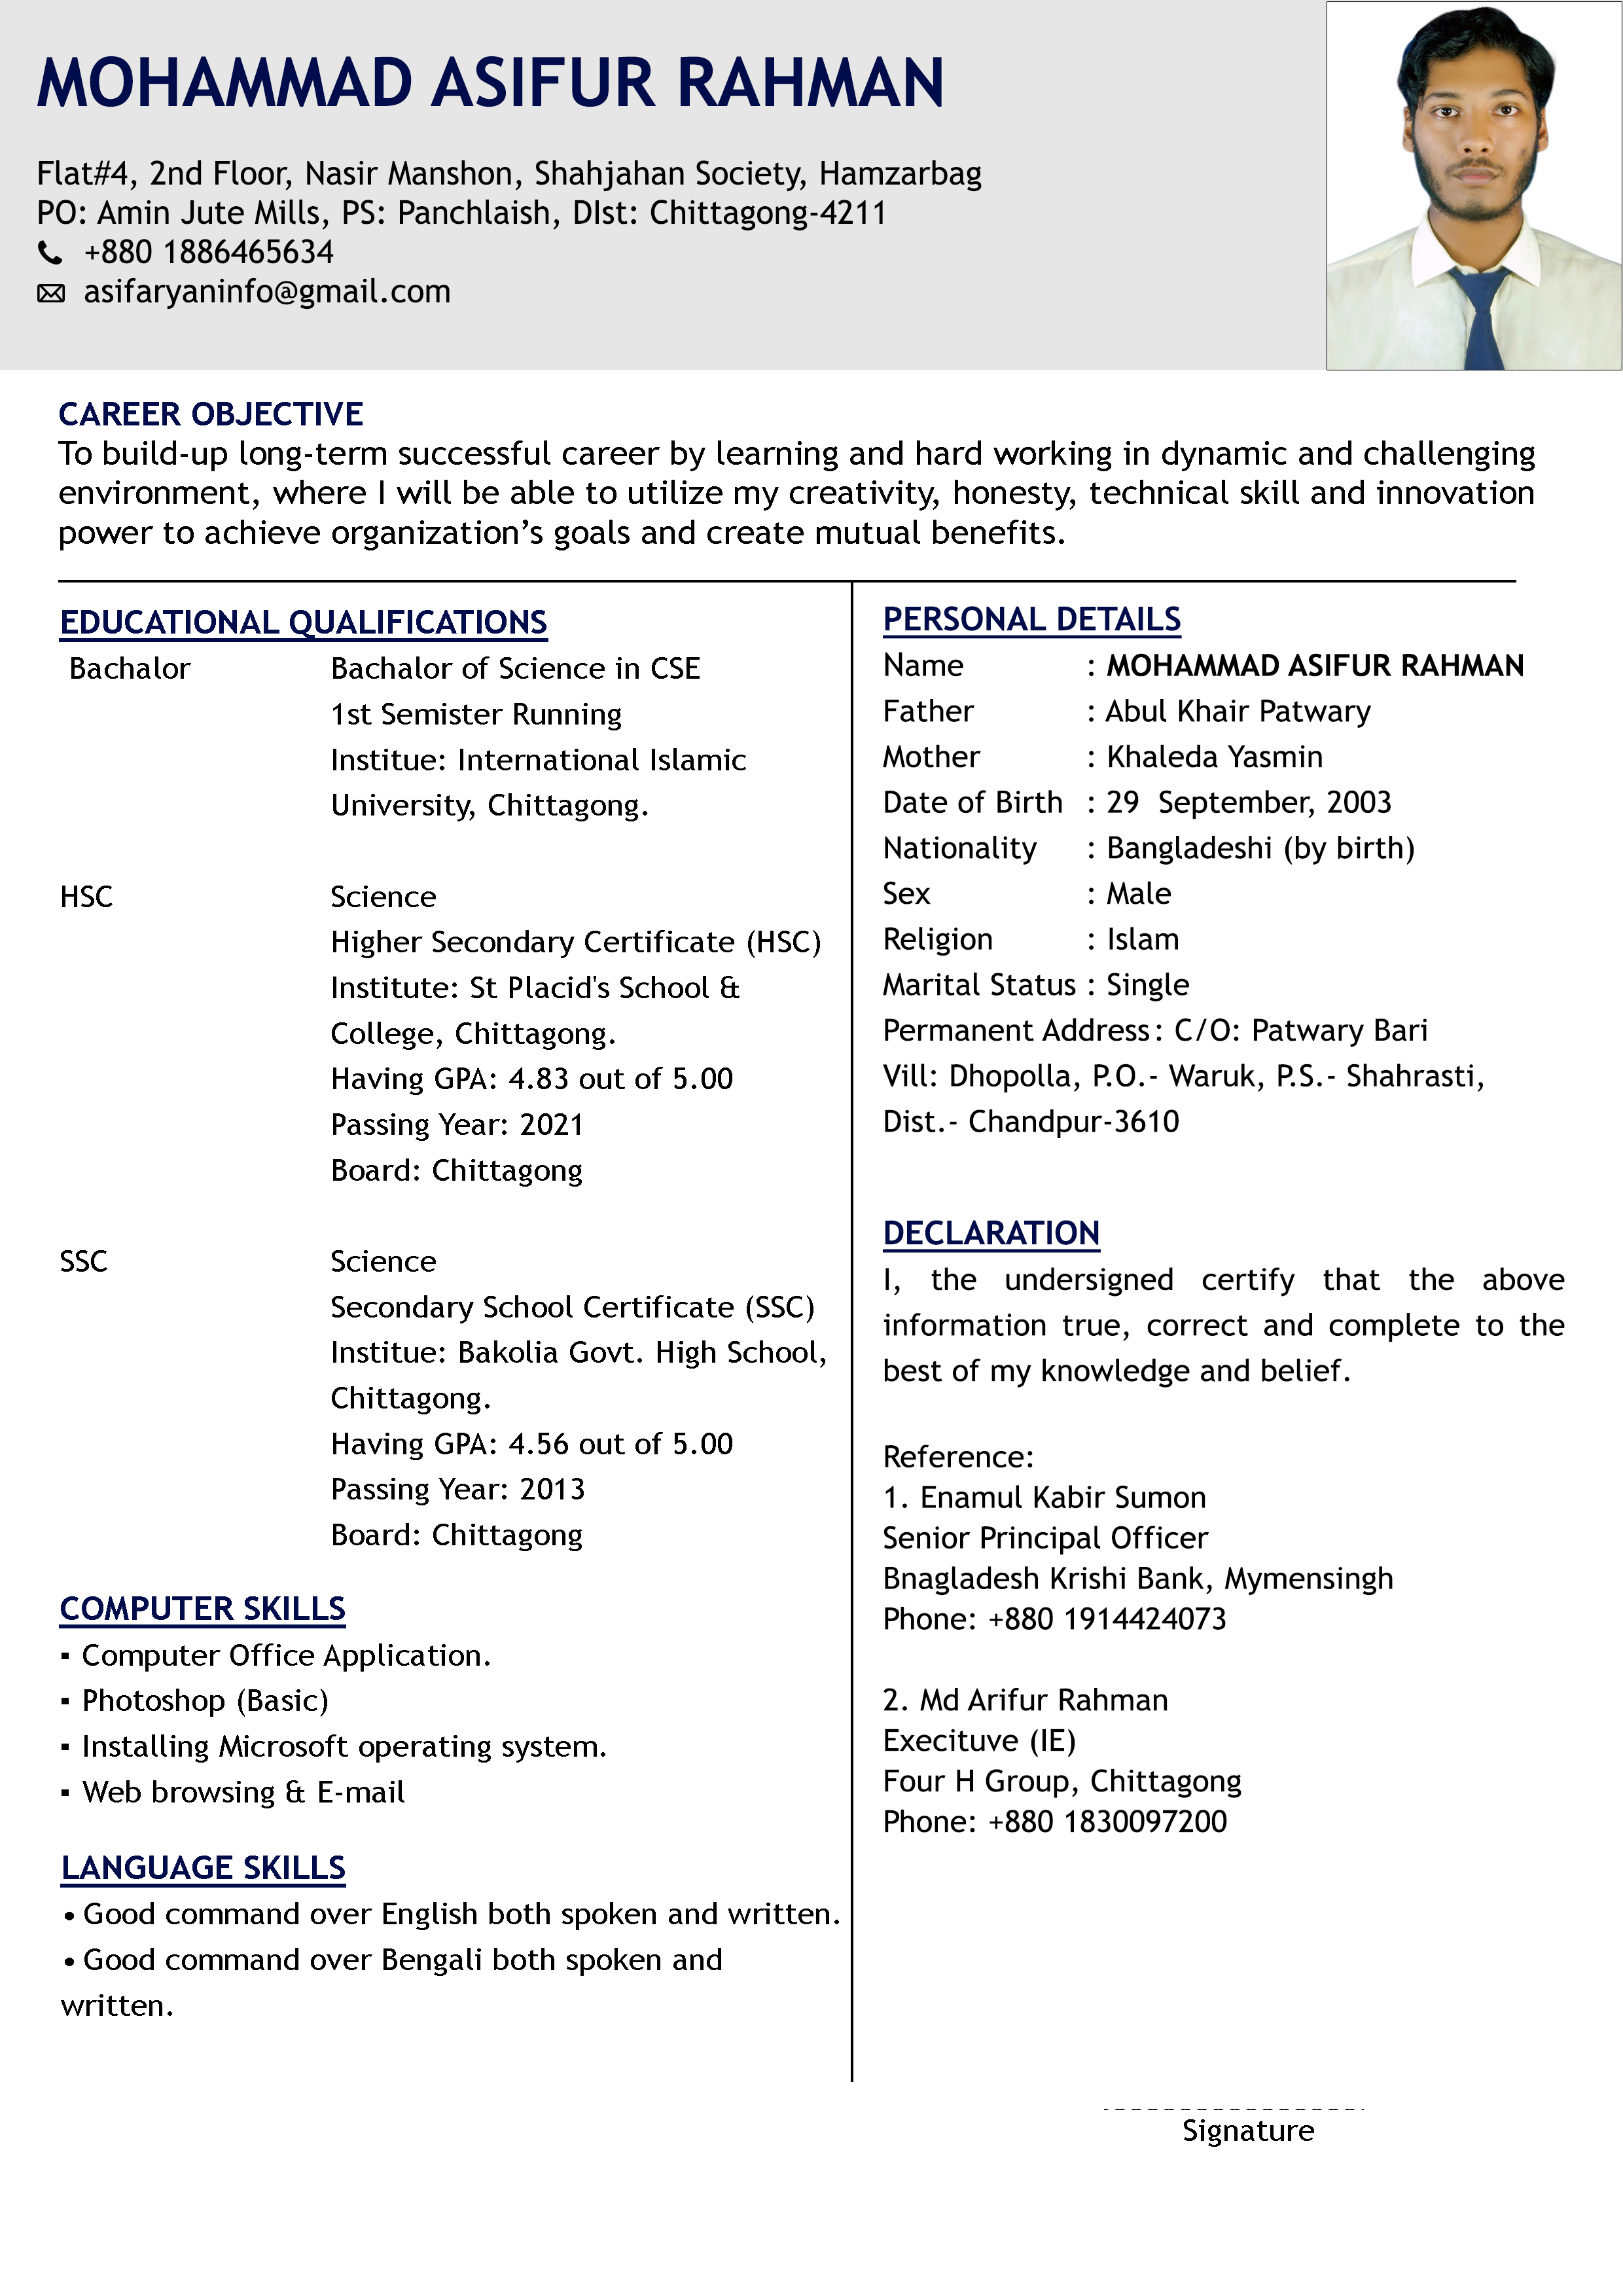 MOHAMMAD ASIFUR RAHMAN
Flat#4, 2nd Floor, Nasir Manshon, Shahjahan Society, Hamzarbag
PO: Amin Jute Mills, PS: Panchlaish, DIst: Chittagong-4211
+880 1886465634
asifaryaninfo@gmail.com
CAREER OBJECTIVE
To build-up long-term successful career by learning and hard working in dynamic and challenging
environment, where I will be able to utilize my creativity, honesty, technical skill and innovation
power to achieve organization’s goals and create mutual benefits.
EDUCATIONAL QUALIFICATIONS
Bachalor Bachalor of Science in CSE
1st Semister Running
Institue: International Islamic
University, Chittagong.
HSC Science
Higher Secondary Certificate (HSC)
Institute: St Placid's School &
College, Chittagong.
Having GPA: 4.83 out of 5.00
Passing Year: 2021
Board: Chittagong
SSC Science
Secondary School Certificate (SSC)
Institue: Bakolia Govt. High School,
Chittagong.
Having GPA: 4.56 out of 5.00
Passing Year: 2013
Board: Chittagong
COMPUTER SKILLS
▪ Computer Office Application.
▪ Photoshop (Basic)
▪ Installing Microsoft operating system.
▪ Web browsing & E-mail
LANGUAGE SKILLS
• Good command over English both spoken and written.
• Good command over Bengali both spoken and
written.
PERSONAL DETAILS
Name : MOHAMMAD ASIFUR RAHMAN
Father : Abul Khair Patwary
Mother : Khaleda Yasmin
Date of Birth : 29 September, 2003
Nationality : Bangladeshi (by birth)
Sex : Male
Religion : Islam
Marital Status : Single
Permanent Address : C/O: Patwary Bari
Vill: Dhopolla, P.O.- Waruk, P.S.- Shahrasti,
Dist.- Chandpur-3610
DECLARATION
I, the undersigned certify that the above
information true, correct and complete to the
best of my knowledge and belief.
Reference:
1. Enamul Kabir Sumon
Senior Principal Officer
Bnagladesh Krishi Bank, Mymensingh
Phone: +880 1914424073
2. Md Arifur Rahman
Execituve (IE)
Four H Group, Chittagong
Phone: +880 1830097200
Signature